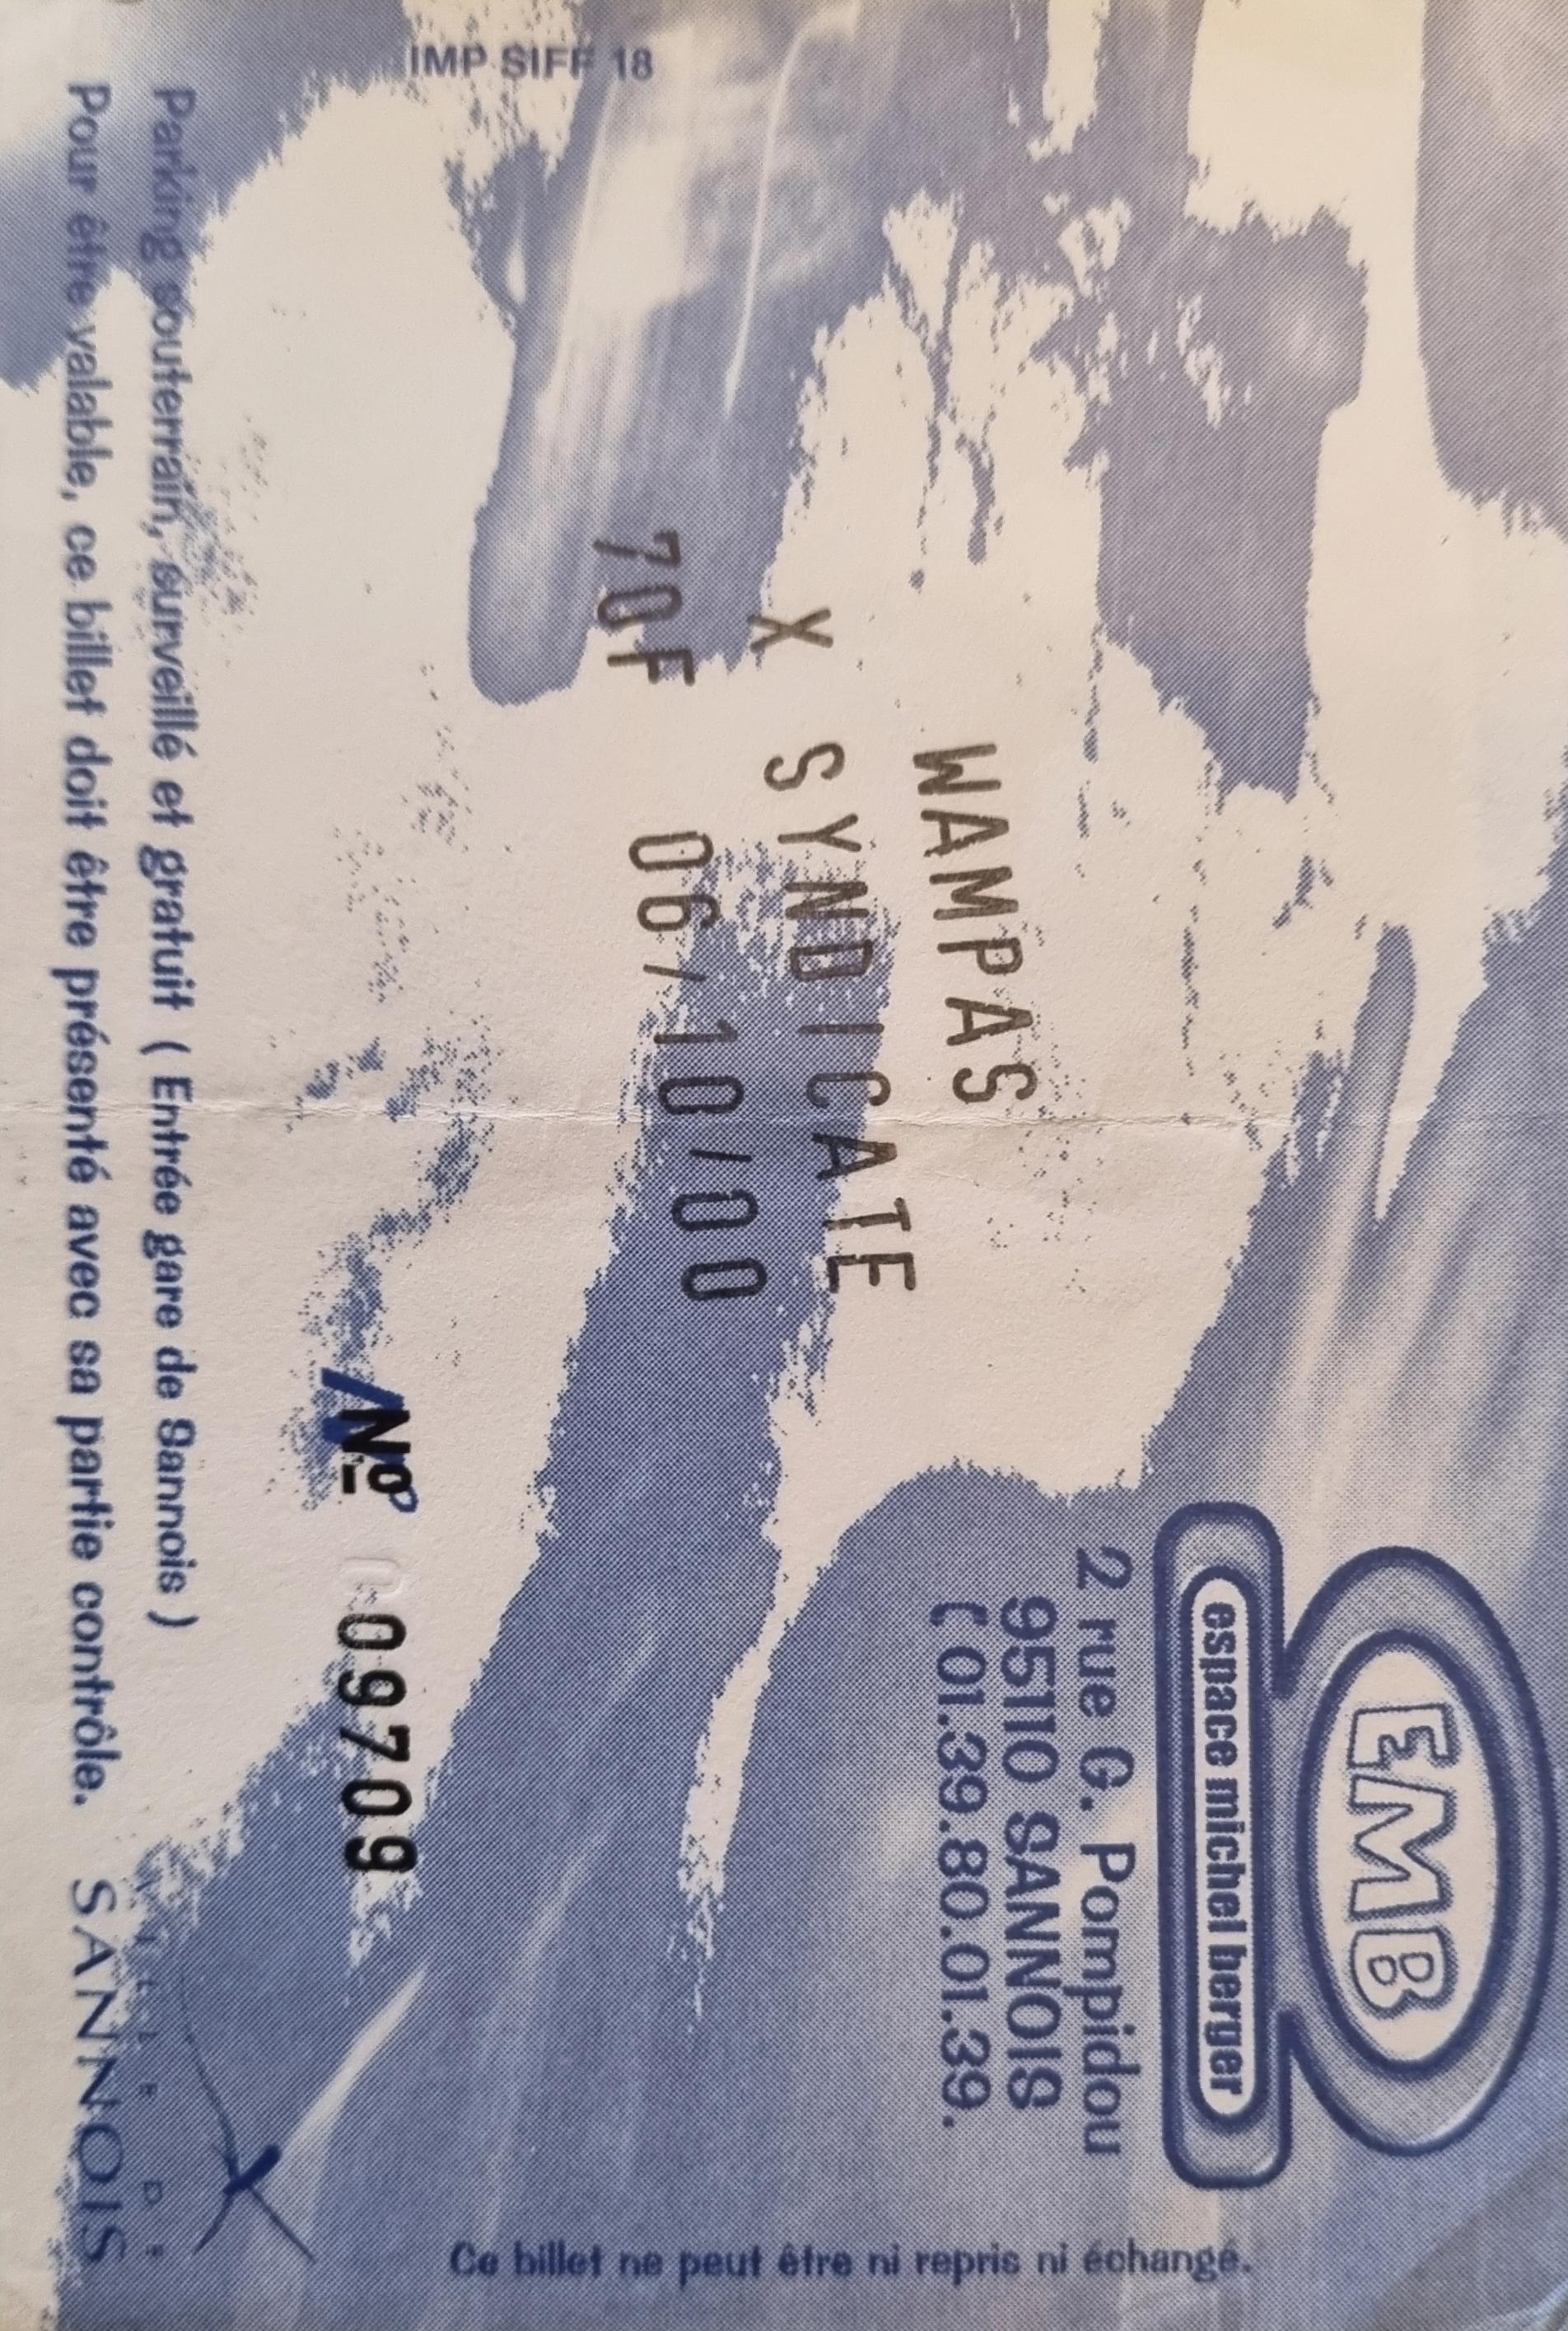 EMB
espace michel berger
2 rue G. Pompidou
95110 SANNOIS
( 01.39.80.01.39.
WAMPAS
X SYNDICATE
70F 06/10/00
Nº 09709
Parking souterrain, surveillé et gratuit ( Entrée gare de Sannois )
Pour être valable, ce billet doit être présenté avec sa partie contrôle.
VILLE DE
SANNOIS
IMP SIFF 18
Ce billet ne peut être ni repris ni échangé.